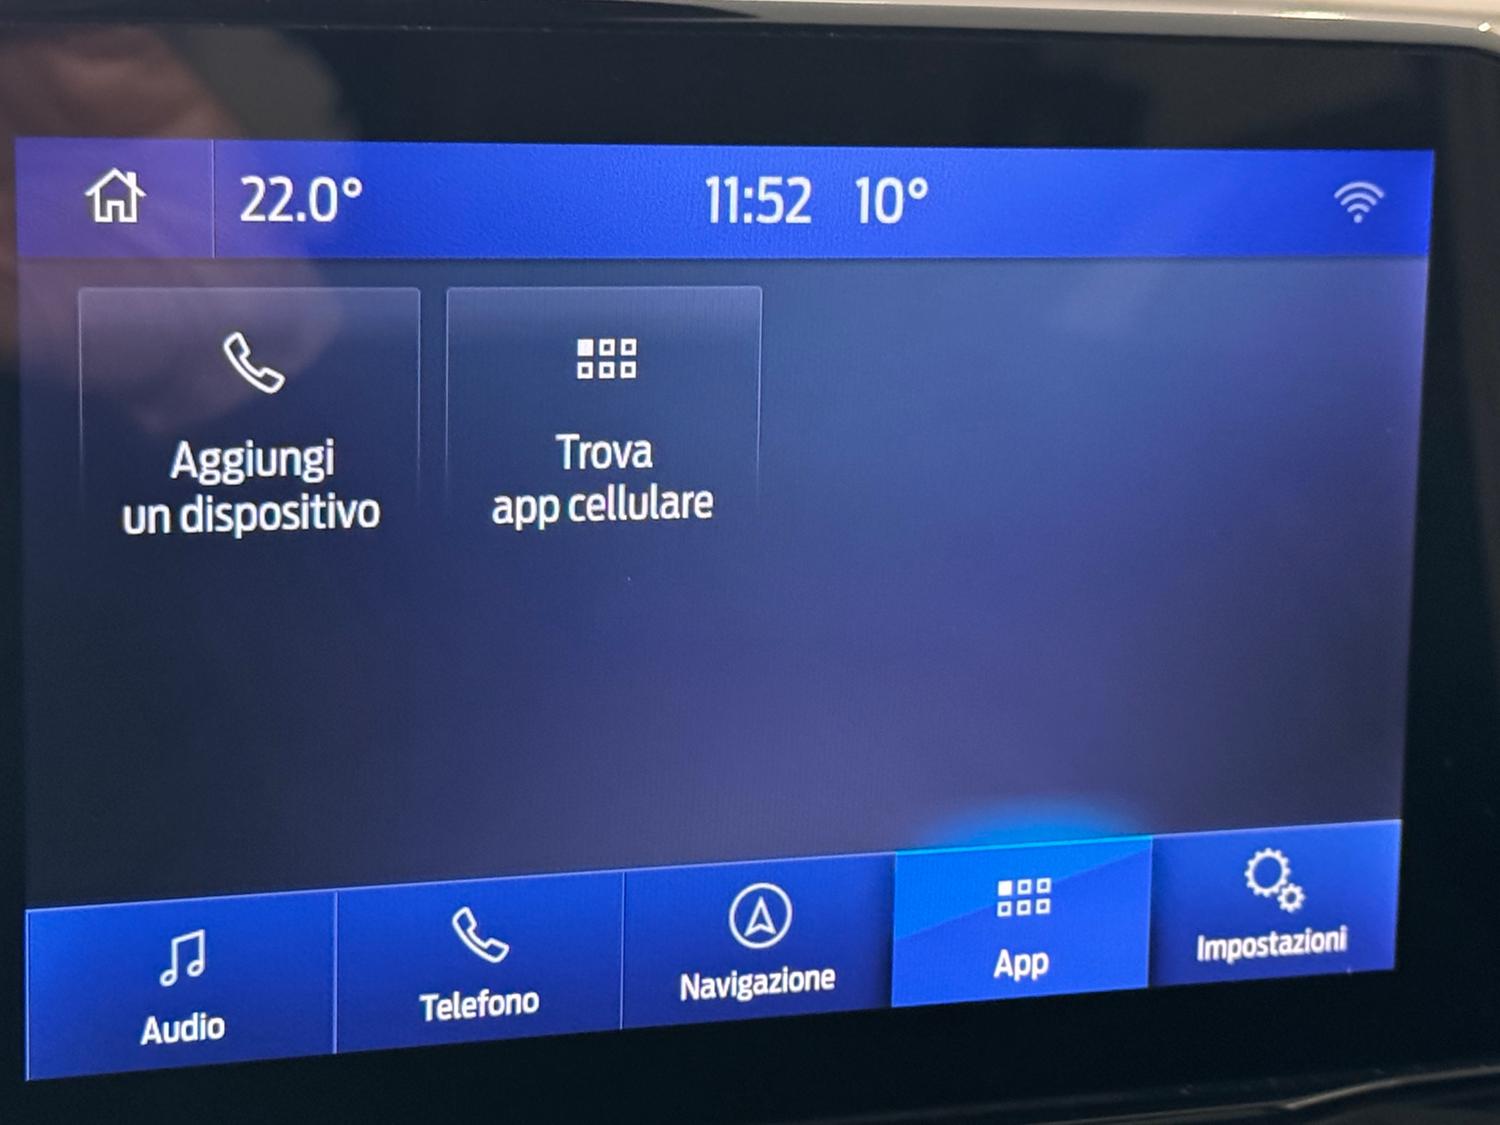 22.0° 11:52 10°
Aggiungi
un dispositivo
Trova
app cellulare
Audio
Telefono
Navigazione
App
Impostazioni